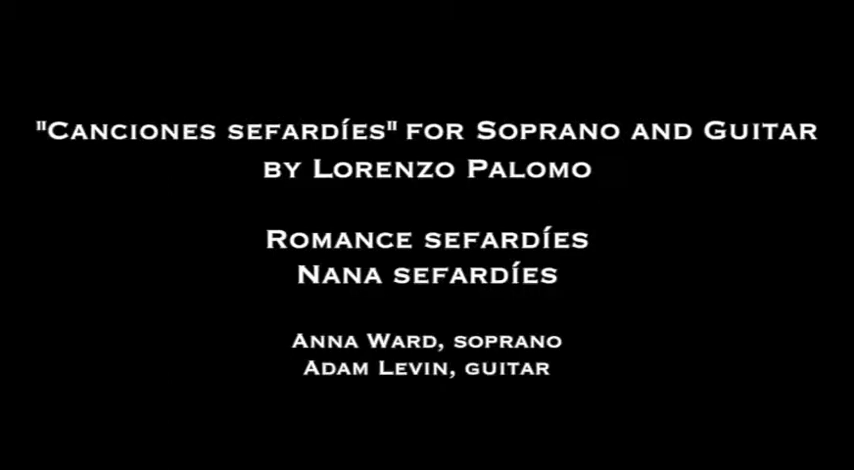 "Canciones sefardíes" for Soprano and Guitar
by Lorenzo Palomo
Romance sefardíes
Nana sefardíes
Anna Ward, soprano
Adam Levin, guitar